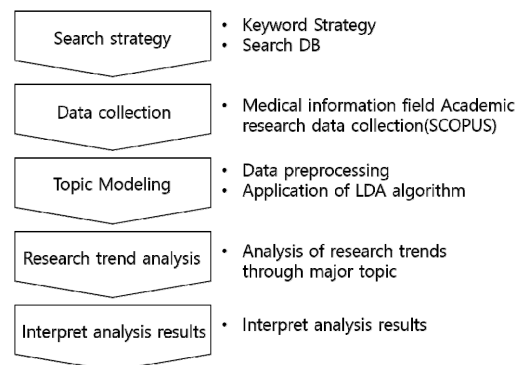 Search strategy
• Keyword Strategy
• Search DB
Data collection
• Medical information field Academic
research data collection(SCOPUS)
Topic Modeling
• Data preprocessing
• Application of LDA algorithm
Research trend analysis
• Analysis of research trends
through major topic
Interpret analysis results
• Interpret analysis results